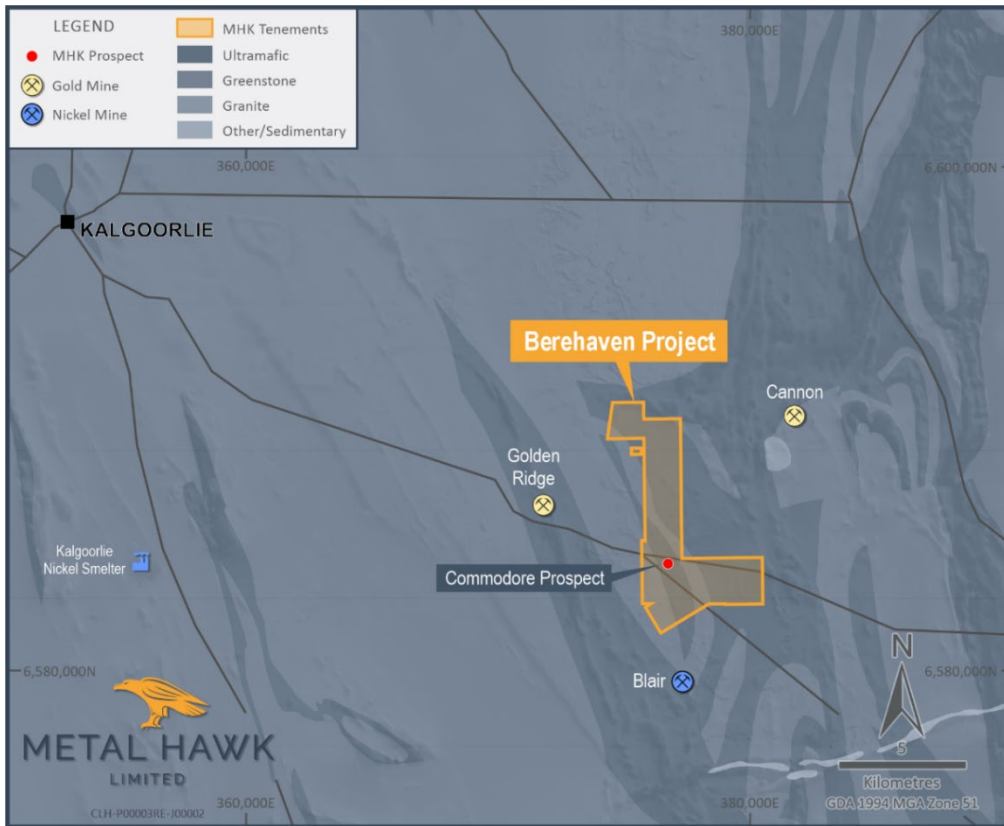 LEGEND
MHK Prospect
Gold Mine
Nickel Mine
MHK Tenements
Ultramafic
Greenstone
Granite
Other/Sedimentary
380,000E
360,000E
6,600,000N
KALGOORLIE
Berehaven Project
Cannon
Golden
Ridge
Kalgoorlie
Nickel Smelter
Commodore Prospect
6,580,000N
6,580,000N
Blair
N
METAL HAWK
LIMITED
5
Kilometres
GDA 1994 MGA Zone 51
CLH-P00003RE-J00002
360,000E
380,000E